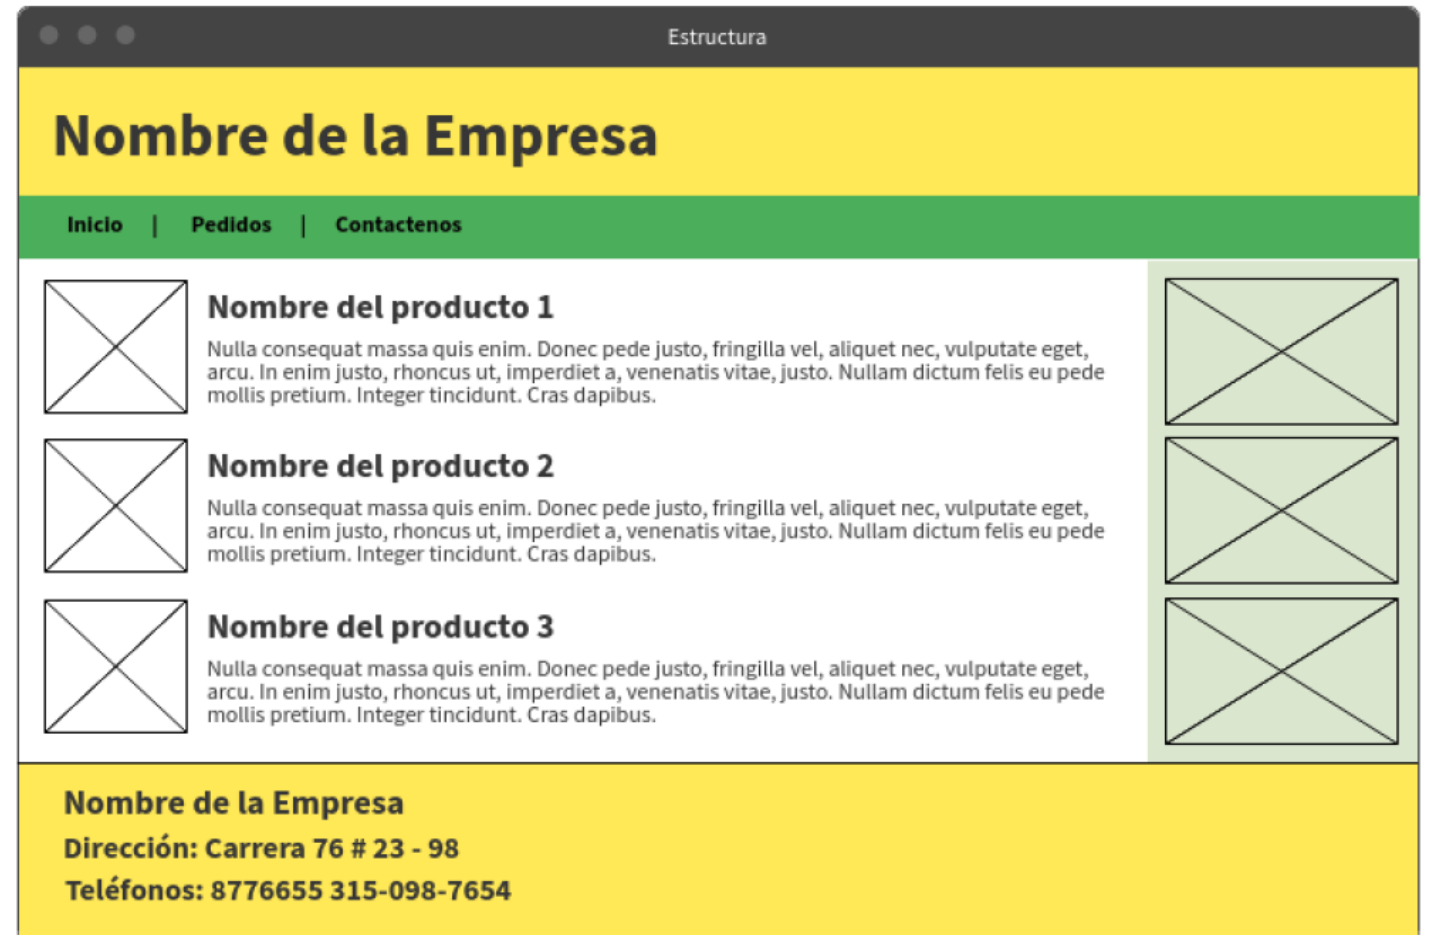 Estructura
Nombre de la Empresa
Inicio | Pedidos | Contactenos
Nombre del producto 1
Nulla consequat massa quis enim. Donec pede justo, fringilla vel, aliquet nec, vulputate eget,
arcu. In enim justo, rhoncus ut, imperdiet a, venenatis vitae, justo. Nullam dictum felis eu pede
mollis pretium. Integer tincidunt. Cras dapibus.
Nombre del producto 2
Nulla consequat massa quis enim. Donec pede justo, fringilla vel, aliquet nec, vulputate eget,
arcu. In enim justo, rhoncus ut, imperdiet a, venenatis vitae, justo. Nullam dictum felis eu pede
mollis pretium. Integer tincidunt. Cras dapibus.
Nombre del producto 3
Nulla consequat massa quis enim. Donec pede justo, fringilla vel, aliquet nec, vulputate eget,
arcu. In enim justo, rhoncus ut, imperdiet a, venenatis vitae, justo. Nullam dictum felis eu pede
mollis pretium. Integer tincidunt. Cras dapibus.
Nombre de la Empresa
Dirección: Carrera 76 # 23 - 98
Teléfonos: 8776655 315-098-7654